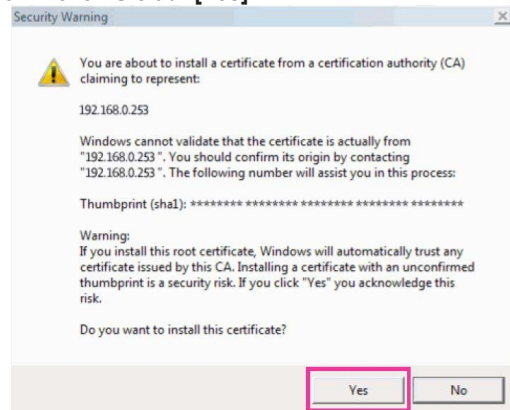 Security Warning
You are about to install a certificate from a certification authority (CA)
claiming to represent:
192.168.0.253
Windows cannot validate that the certificate is actually from
"192.168.0.253 ". You should confirm its origin by contacting
"192.168.0.253 ". The following number will assist you in this process:
Thumbprint (sha1): ******** ******** ******** ******** ********
Warning:
If you install this root certificate, Windows will automatically trust any
certificate issued by this CA. Installing a certificate with an unconfirmed
thumbprint is a security risk. If you click "Yes" you acknowledge this
risk.
Do you want to install this certificate?
Yes No